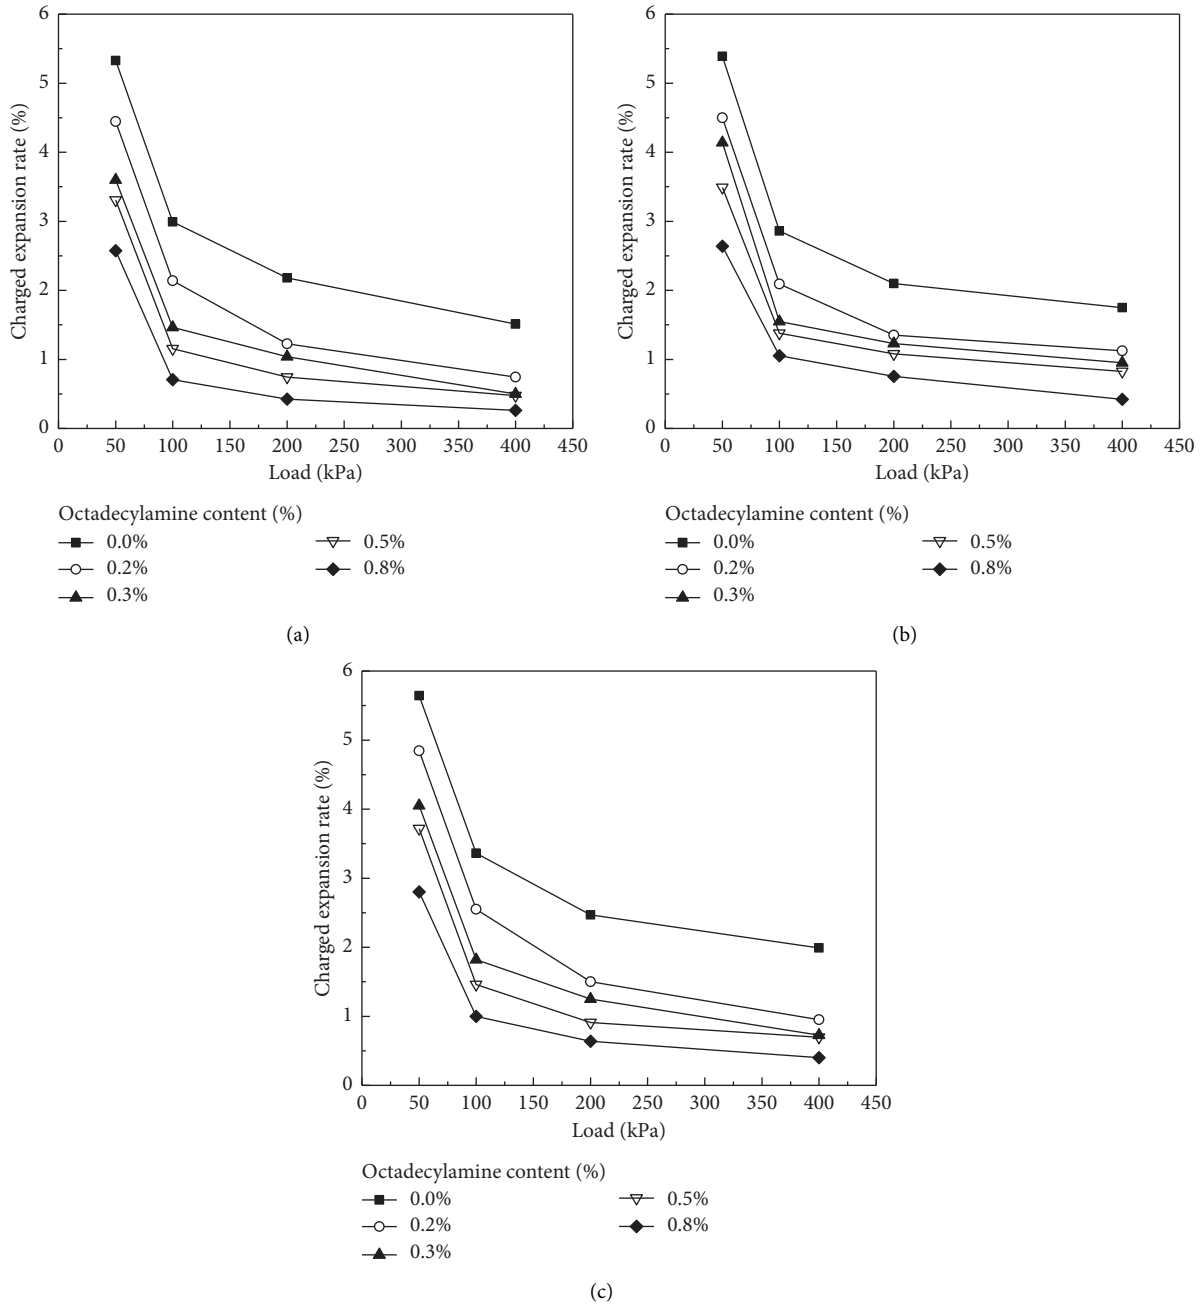 6
5
4
3
2
1
0
Charged expansion rate (%)
0 50 100 150 200 250 300 350 400 450
Load (kPa)
Octadecylamine content (%)
0.0% 0.5%
0.2% 0.8%
0.3%
(a)
6
5
4
3
2
1
0
Charged expansion rate (%)
0 50 100 150 200 250 300 350 400 450
Load (kPa)
Octadecylamine content (%)
0.0% 0.5%
0.2% 0.8%
0.3%
(b)
6
5
4
3
2
1
0
Charged expansion rate (%)
0 50 100 150 200 250 300 350 400 450
Load (kPa)
Octadecylamine content (%)
0.0% 0.5%
0.2% 0.8%
0.3%
(c)